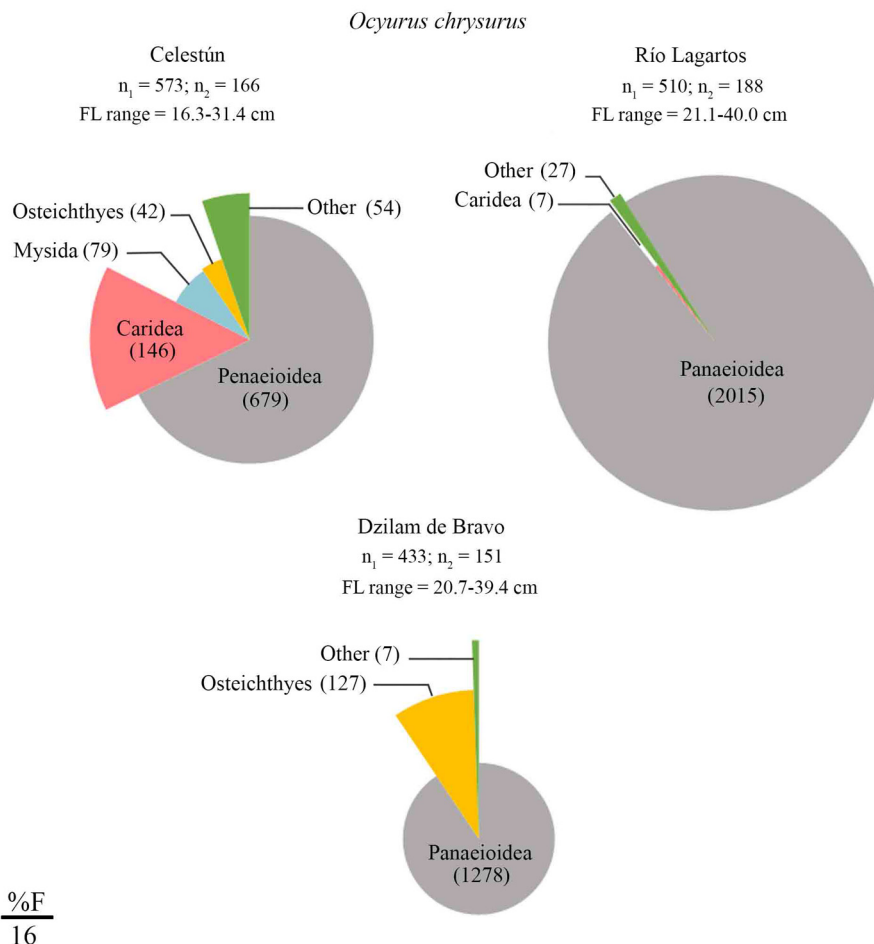 Ocyurus chrysurus
Celestún
n₁ = 573; n₂ = 166
FL range = 16.3-31.4 cm
Osteichthyes (42)
Other (54)
Mysida (79)
Caridea
(146)
Penaeioidea
(679)
Río Lagartos
n₁ = 510; n₂ = 188
FL range = 21.1-40.0 cm
Other (27)
Caridea (7)
Panaeioidea
(2015)
Dzilam de Bravo
n₁ = 433; n₂ = 151
FL range = 20.7-39.4 cm
Other (7)
Osteichthyes (127)
Panaeioidea
(1278)
%F
16